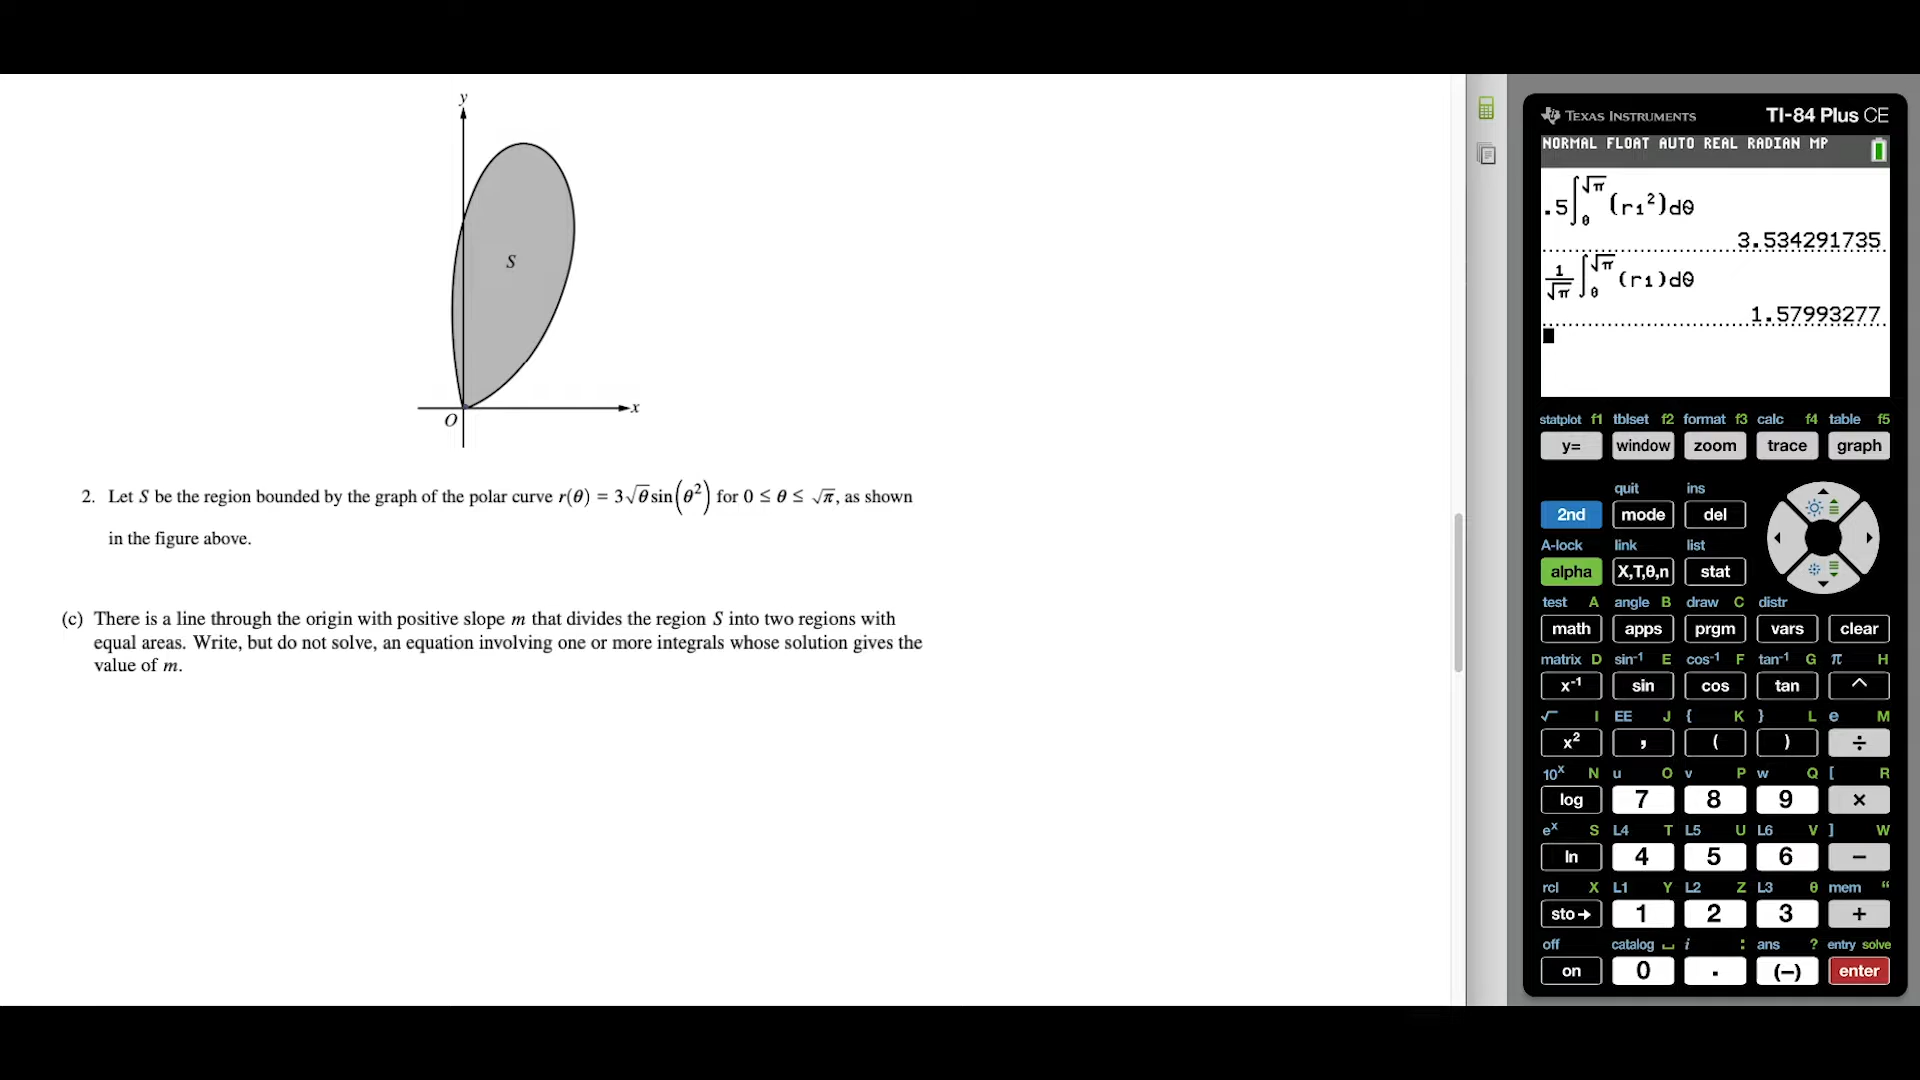 y
S
O
x
2. Let S be the region bounded by the graph of the polar curve r(θ) = 3√θ sin(θ²) for 0 ≤ θ ≤ √π, as shown
in the figure above.
(c) There is a line through the origin with positive slope m that divides the region S into two regions with
equal areas. Write, but do not solve, an equation involving one or more integrals whose solution gives the
value of m.
TEXAS INSTRUMENTS TI-84 Plus CE
NORMAL FLOAT AUTO REAL RADIAN MP
.5∫₀^√π (r₁²)dθ
3.534291735
1/√π ∫₀^√π (r₁)dθ
1.57993277
statplot f1 tblset f2 format f3 calc f4 table f5
y= window zoom trace graph
quit ins
2nd mode del
A-lock link list
alpha X,T,θ,n stat
test A angle B draw C distr
math apps prgm vars clear
matrix D sin⁻¹ E cos⁻¹ F tan⁻¹ G π H
x⁻¹ sin cos tan ^
√ I EE J { K } L e M
x² , ( ) ÷
10ˣ N u O v P w Q [ R
log 7 8 9 ×
eˣ S L4 T L5 U L6 V ] W
ln 4 5 6 −
rcl X L1 Y L2 Z L3 θ mem “
sto→ 1 2 3 +
off catalog ⎵ i : ans ? entry solve
on 0 . (−) enter